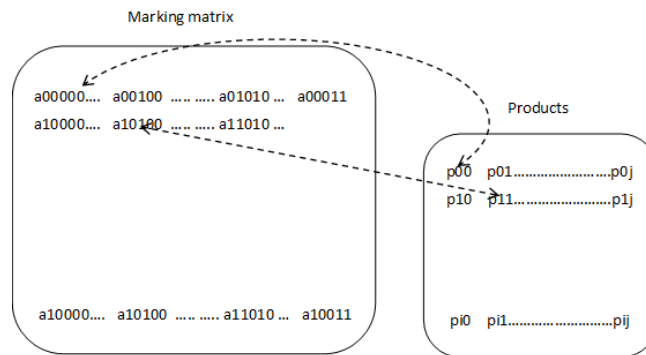 Marking matrix
a00000.... a00100 ..... ..... a01010 ... a00011
a10000.... a10100 ..... ..... a11010 ...
Products
p00 p01........................p0j
p10 p11........................p1j
a10000.... a10100 ..... ..... a11010 ... a10011
pi0 pi1..........................pij